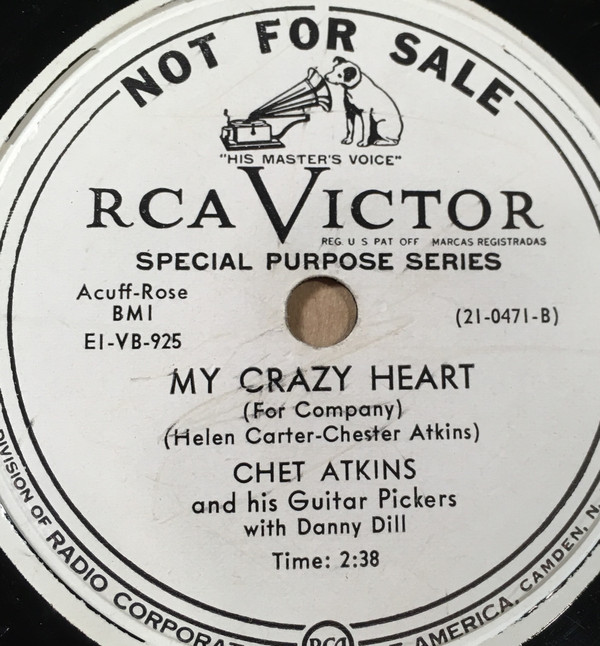 NOT FOR SALE
"HIS MASTER'S VOICE"
RCA VICTOR
REG. U S PAT OFF MARCAS REGISTRADAS
SPECIAL PURPOSE SERIES
Acuff-Rose
BMI
E1-VB-925
(21-0471-B)
MY CRAZY HEART
(For Company)
(Helen Carter-Chester Atkins)
CHET ATKINS
and his Guitar Pickers
with Danny Dill
Time: 2:38
DIVISION OF RADIO AMERICA, CAMDEN, N.
RCA